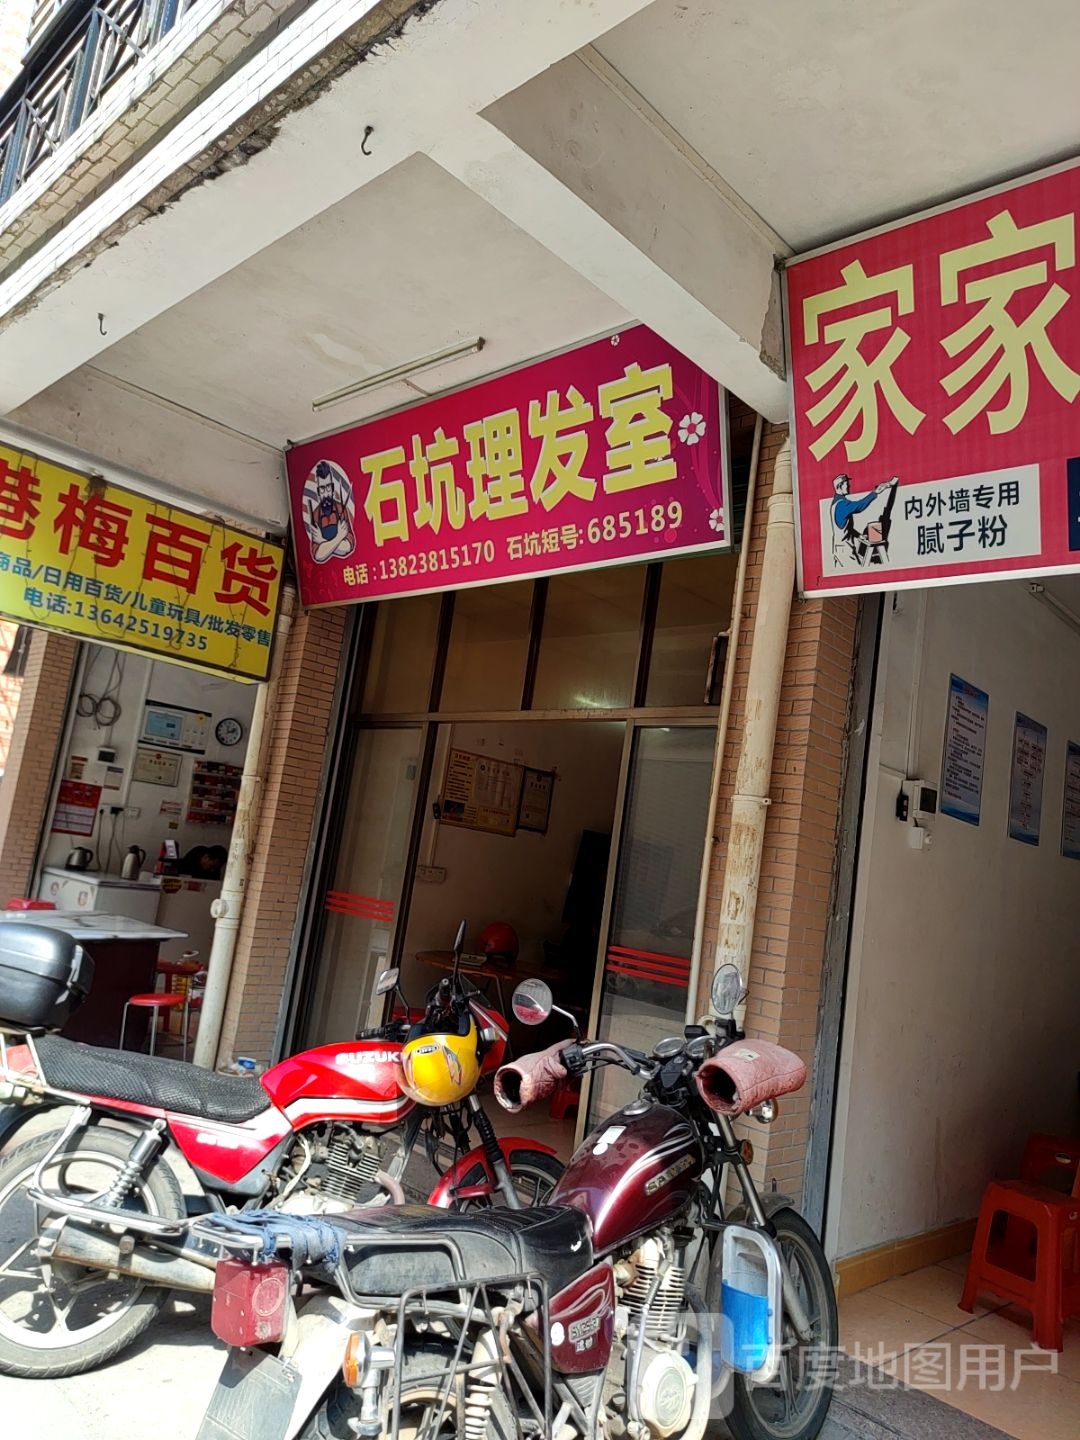 港梅百货
商品/日用百货/儿童玩具/批发零售
电话:13642519735
石坑理发室
电话:13823815170 石坑短号:685189
家家
内外墙专用
腻子粉
SUZUKI
百度地图用户